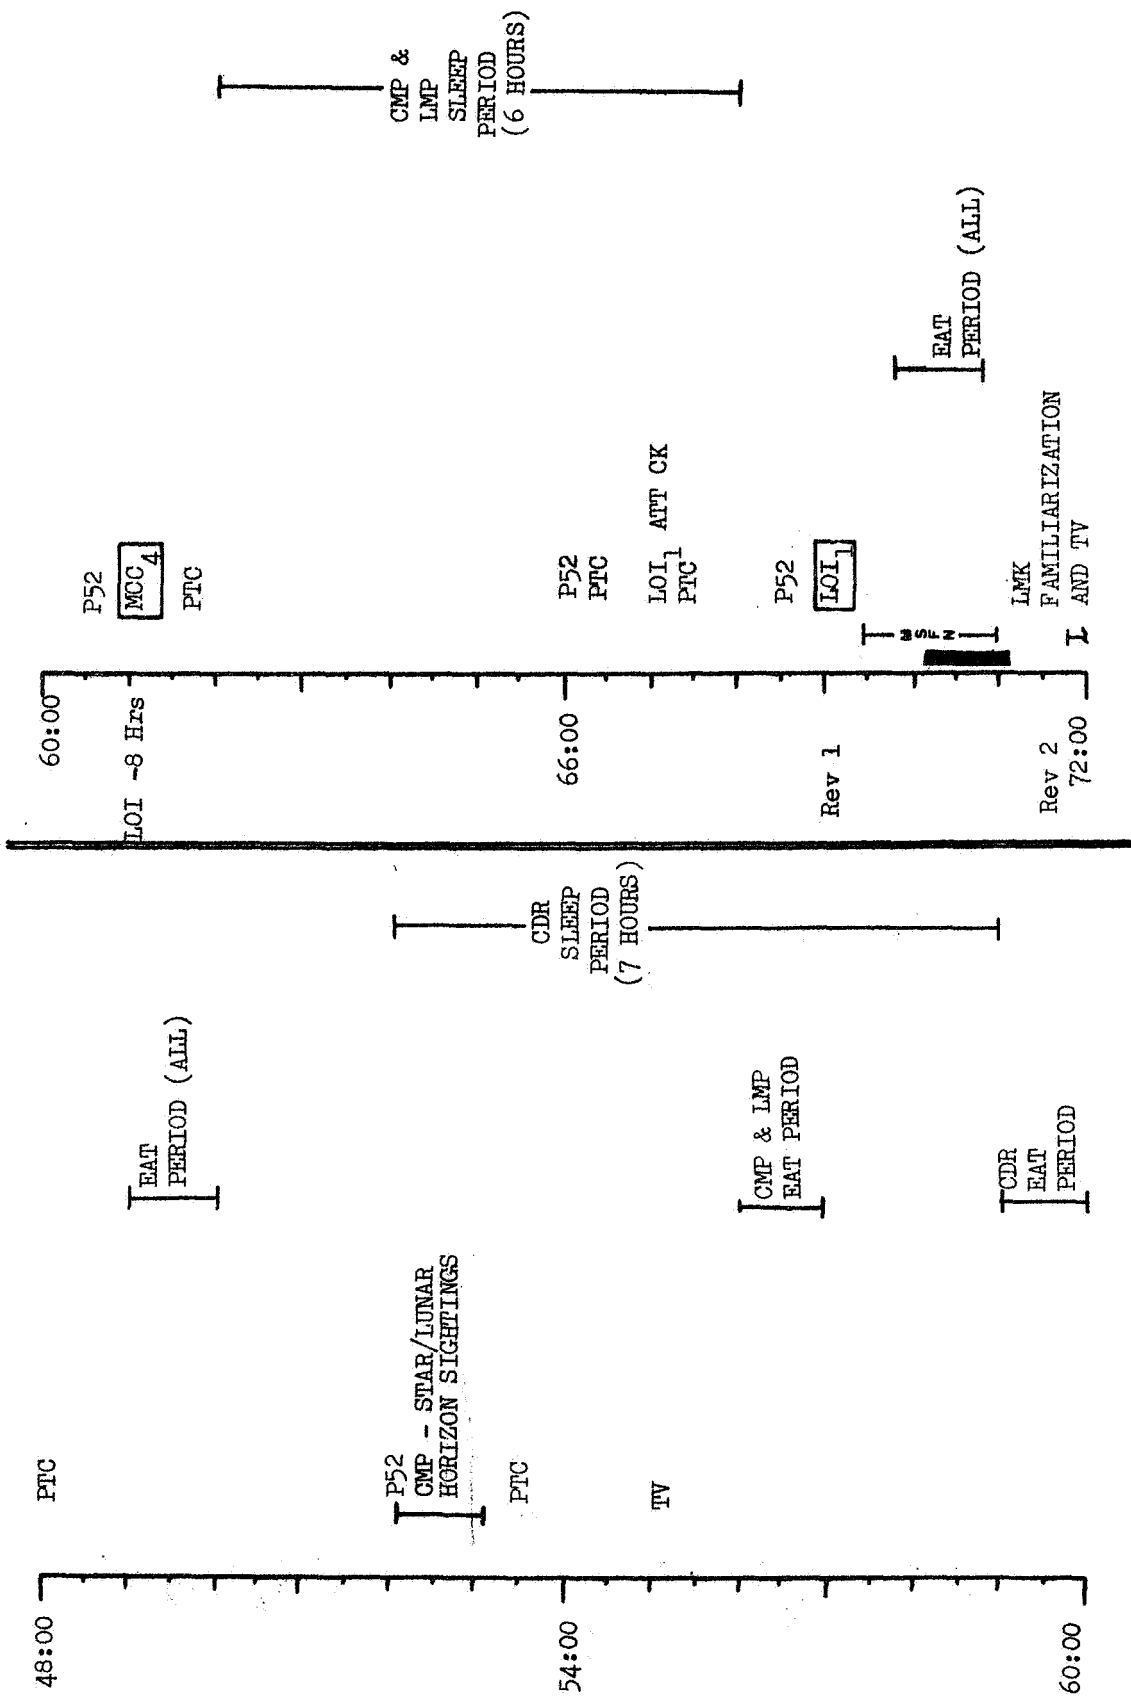 48:00
PTC
EAT
PERIOD (ALL)
P52
CMP - STAR/LUNAR
HORIZON SIGHTINGS
PTC
CDR
SLEEP
PERIOD
(7 HOURS)
54:00
TV
CMP & LMP
EAT PERIOD
CDR
EAT
PERIOD
60:00
60:00
P52
LOI -8 Hrs
MCC4
PTC
CMP &
LMP
SLEEP
PERIOD
(6 HOURS)
66:00
P52
PTC
LOI1 ATT CK
PTC
P52
Rev 1
LOI1
MSFN
EAT
PERIOD (ALL)
Rev 2
72:00
LMK
FAMILIARIZATION
AND TV